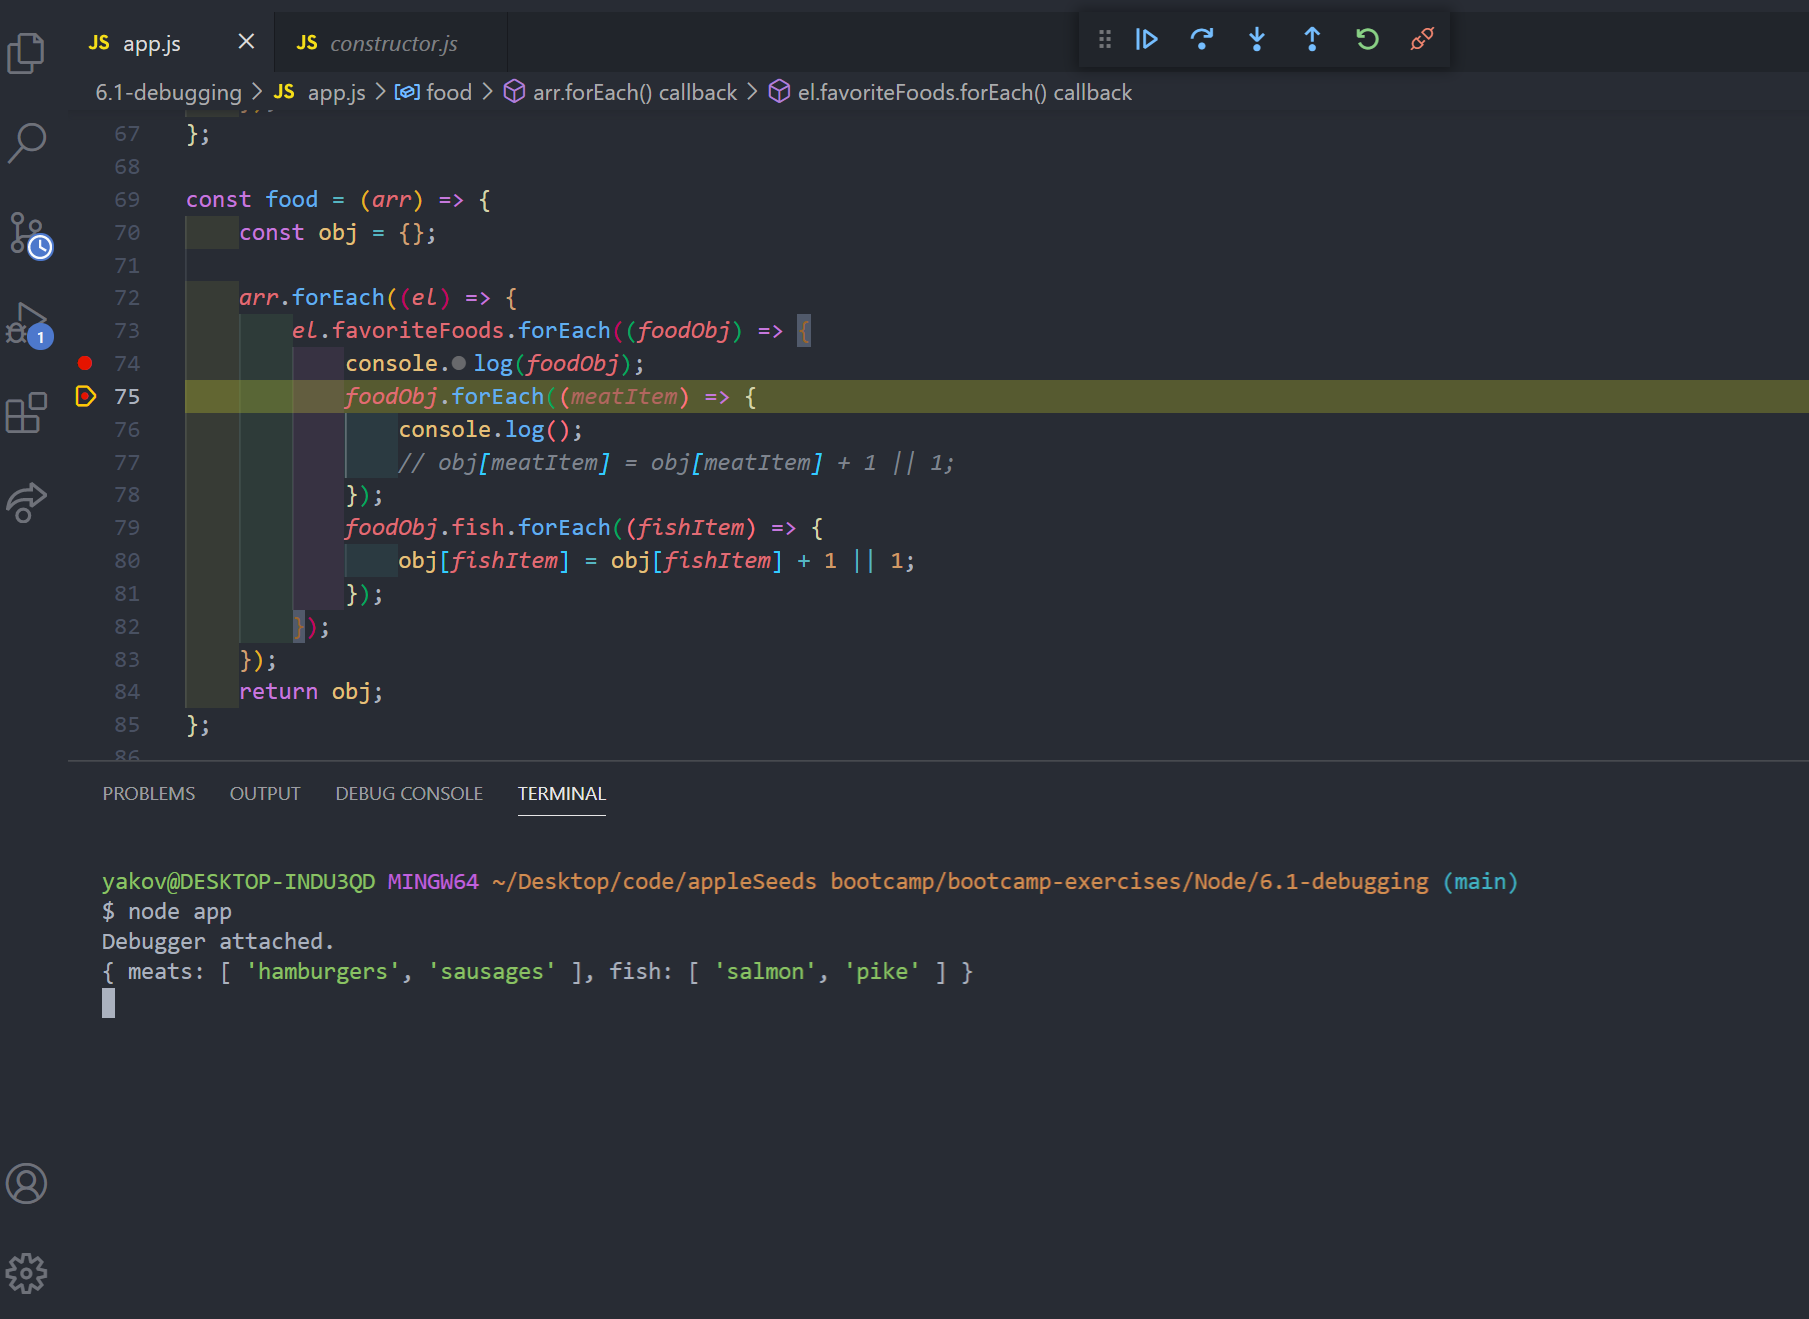 JS app.js JS constructor.js
6.1-debugging > JS app.js > food > arr.forEach() callback > el.favoriteFoods.forEach() callback
67 };
68
69 const food = (arr) => {
70 const obj = {};
71
72 arr.forEach((el) => {
73 el.favoriteFoods.forEach((foodObj) => {
74 console.log(foodObj);
75 foodObj.forEach((meatItem) => {
76 console.log();
77 // obj[meatItem] = obj[meatItem] + 1 || 1;
78 });
79 foodObj.fish.forEach((fishItem) => {
80 obj[fishItem] = obj[fishItem] + 1 || 1;
81 });
82 });
83 });
84 return obj;
85 };
86
1
PROBLEMS OUTPUT DEBUG CONSOLE TERMINAL
yakov@DESKTOP-INDU3QD MINGW64 ~/Desktop/code/appleSeeds bootcamp/bootcamp-exercises/Node/6.1-debugging (main)
$ node app
Debugger attached.
{ meats: [ 'hamburgers', 'sausages' ], fish: [ 'salmon', 'pike' ] }